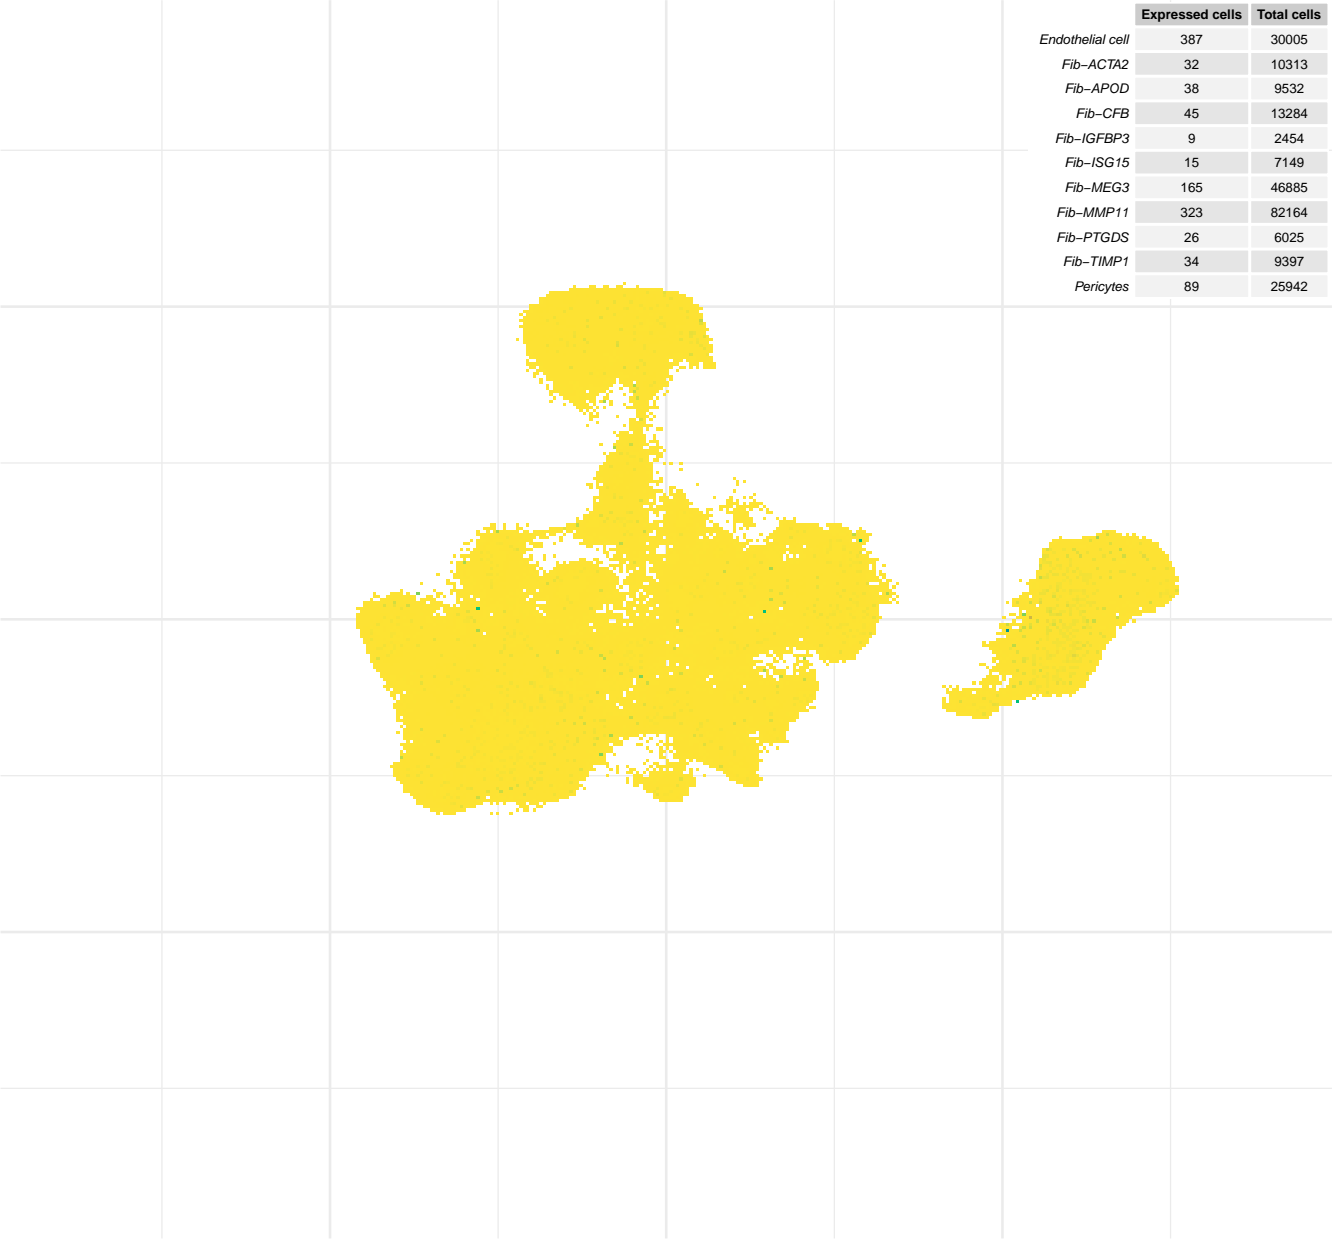 Expressed cells Total cells
Endothelial cell 387 30005
Fib−ACTA2 32 10313
Fib−APOD 38 9532
Fib−CFB 45 13284
Fib−IGFBP3 9 2454
Fib−ISG15 15 7149
Fib−MEG3 165 46885
Fib−MMP11 323 82164
Fib−PTGDS 26 6025
Fib−TIMP1 34 9397
Pericytes 89 25942